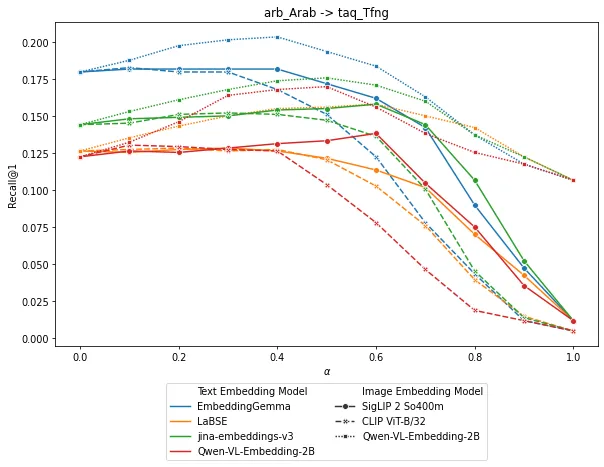 arb_Arab -> taq_Tfng
Recall@1
0.200
0.175
0.150
0.125
0.100
0.075
0.050
0.025
0.000
0.0 0.2 0.4 0.6 0.8 1.0
α
Text Embedding Model
EmbeddingGemma
LaBSE
jina-embeddings-v3
Qwen-VL-Embedding-2B
Image Embedding Model
SigLIP 2 So400m
CLIP ViT-B/32
Qwen-VL-Embedding-2B